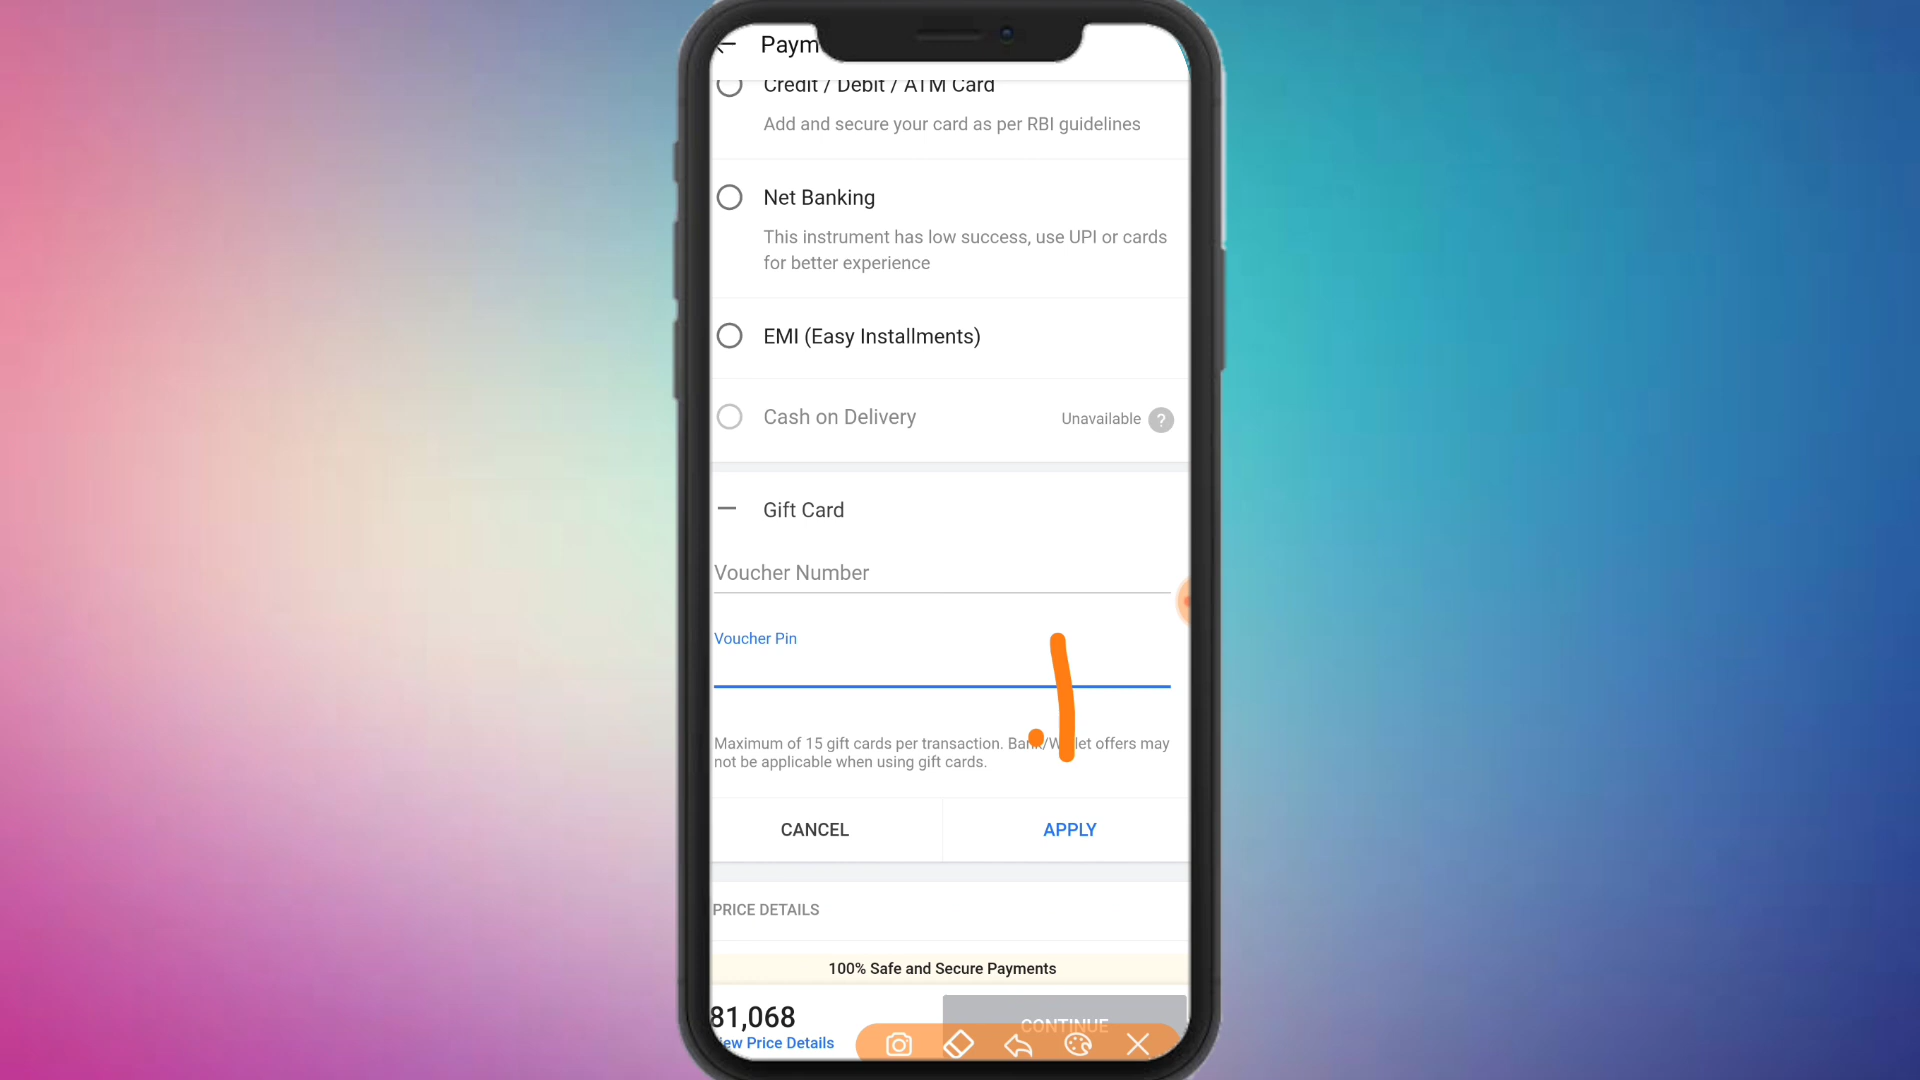 Paym
Credit / Debit / ATM Card
Add and secure your card as per RBI guidelines
Net Banking
This instrument has low success, use UPI or cards
for better experience
EMI (Easy Installments)
Cash on Delivery
Unavailable ?
Gift Card
Voucher Number
Voucher Pin
Maximum of 15 gift cards per transaction. Bank/Wallet offers may
not be applicable when using gift cards.
CANCEL
APPLY
PRICE DETAILS
100% Safe and Secure Payments
81,068
CONTINUE
ew Price Details